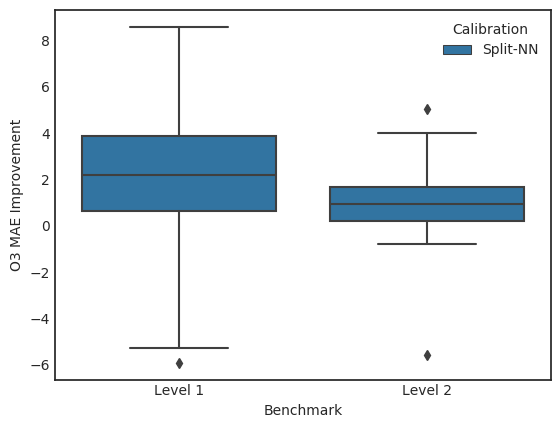 Calibration
Split-NN
O3 MAE Improvement
8
6
4
2
0
−2
−4
−6
Level 1
Level 2
Benchmark